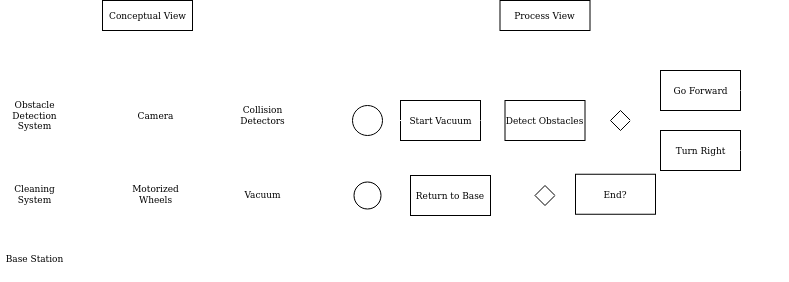 Conceptual View
Process View
Obstacle
Detection
System
Camera
Collision
Detectors
Start Vacuum
Detect Obstacles
Go Forward
Turn Right
Cleaning
System
Motorized
Wheels
Vacuum
Return to Base
End?
Base Station